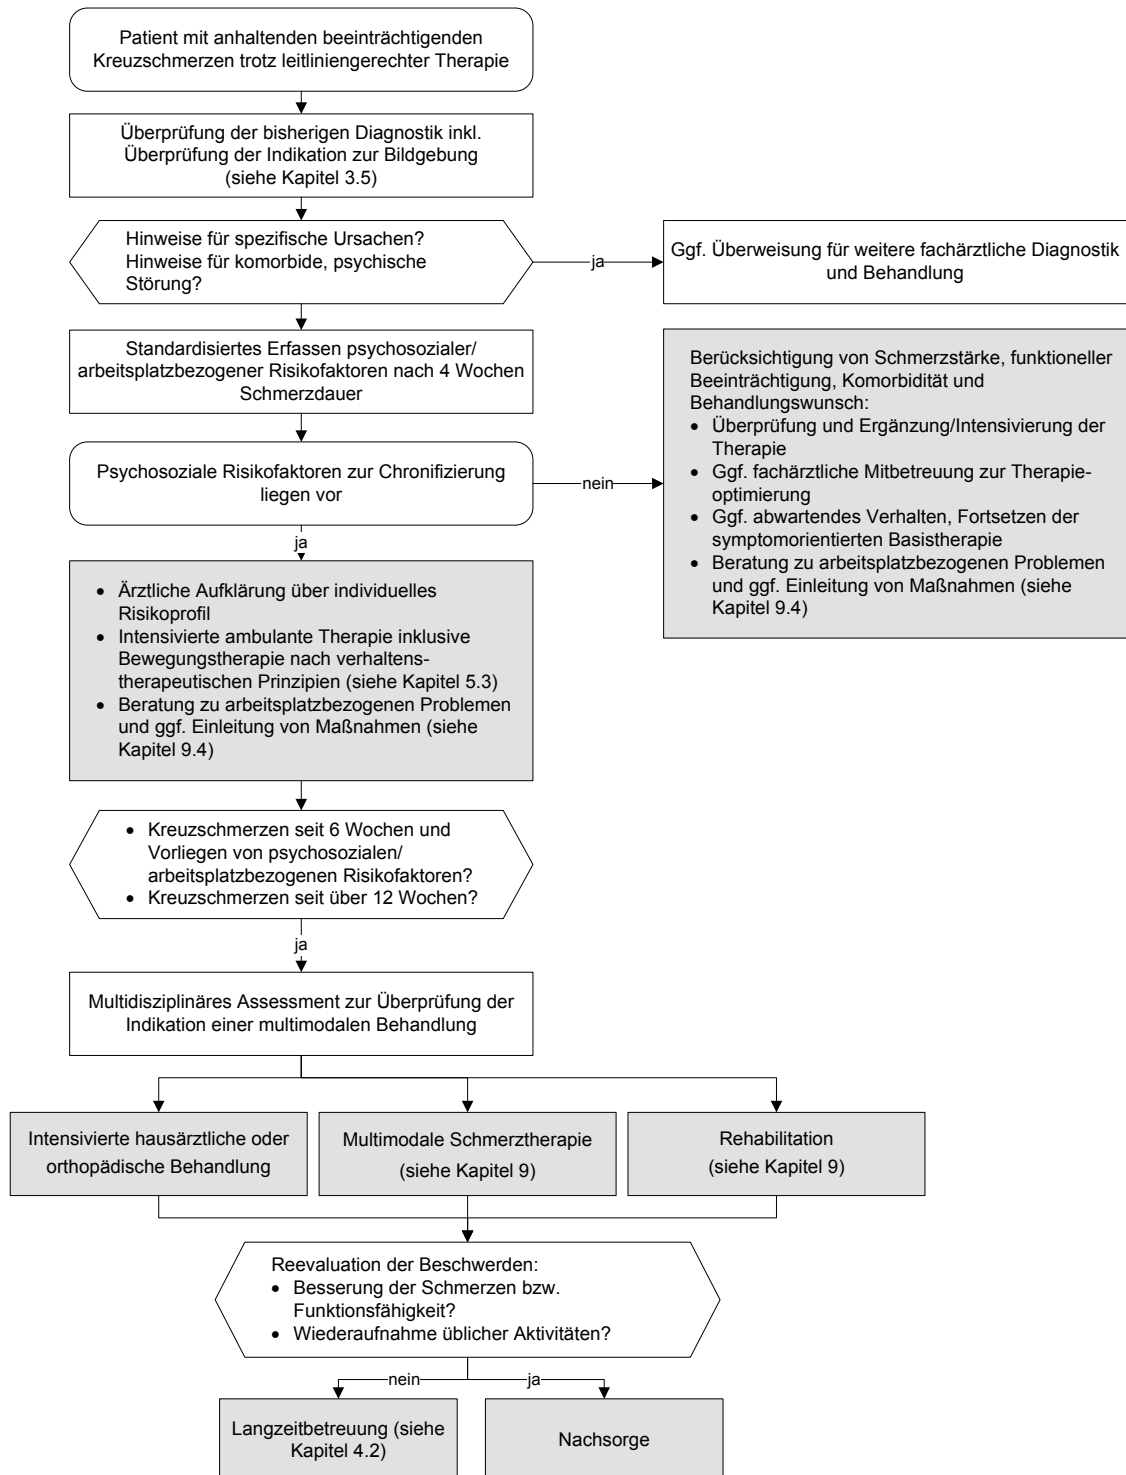 Patient mit anhaltenden beeinträchtigenden
Kreuzschmerzen trotz leitliniengerechter Therapie
Überprüfung der bisherigen Diagnostik inkl.
Überprüfung der Indikation zur Bildgebung
(siehe Kapitel 3.5)
Hinweise für spezifische Ursachen?
Hinweise für komorbide, psychische
Störung?
ja
Ggf. Überweisung für weitere fachärztliche Diagnostik
und Behandlung
Standardisiertes Erfassen psychosozialer/
arbeitsplatzbezogener Risikofaktoren nach 4 Wochen
Schmerzdauer
Psychosoziale Risikofaktoren zur Chronifizierung
liegen vor
nein
Berücksichtigung von Schmerzstärke, funktioneller
Beeinträchtigung, Komorbidität und
Behandlungswunsch:
• Überprüfung und Ergänzung/Intensivierung der
Therapie
• Ggf. fachärztliche Mitbetreuung zur Therapie-
optimierung
• Ggf. abwartendes Verhalten, Fortsetzen der
symptomorientierten Basistherapie
• Beratung zu arbeitsplatzbezogenen Problemen
und ggf. Einleitung von Maßnahmen (siehe
Kapitel 9.4)
ja
• Ärztliche Aufklärung über individuelles
Risikoprofil
• Intensivierte ambulante Therapie inklusive
Bewegungstherapie nach verhaltens-
therapeutischen Prinzipien (siehe Kapitel 5.3)
• Beratung zu arbeitsplatzbezogenen Problemen
und ggf. Einleitung von Maßnahmen (siehe
Kapitel 9.4)
• Kreuzschmerzen seit 6 Wochen und
Vorliegen von psychosozialen/
arbeitsplatzbezogenen Risikofaktoren?
• Kreuzschmerzen seit über 12 Wochen?
ja
Multidisziplinäres Assessment zur Überprüfung der
Indikation einer multimodalen Behandlung
Intensivierte hausärztliche oder
orthopädische Behandlung
Multimodale Schmerztherapie
(siehe Kapitel 9)
Rehabilitation
(siehe Kapitel 9)
Reevaluation der Beschwerden:
• Besserung der Schmerzen bzw.
Funktionsfähigkeit?
• Wiederaufnahme üblicher Aktivitäten?
nein
ja
Langzeitbetreuung (siehe
Kapitel 4.2)
Nachsorge